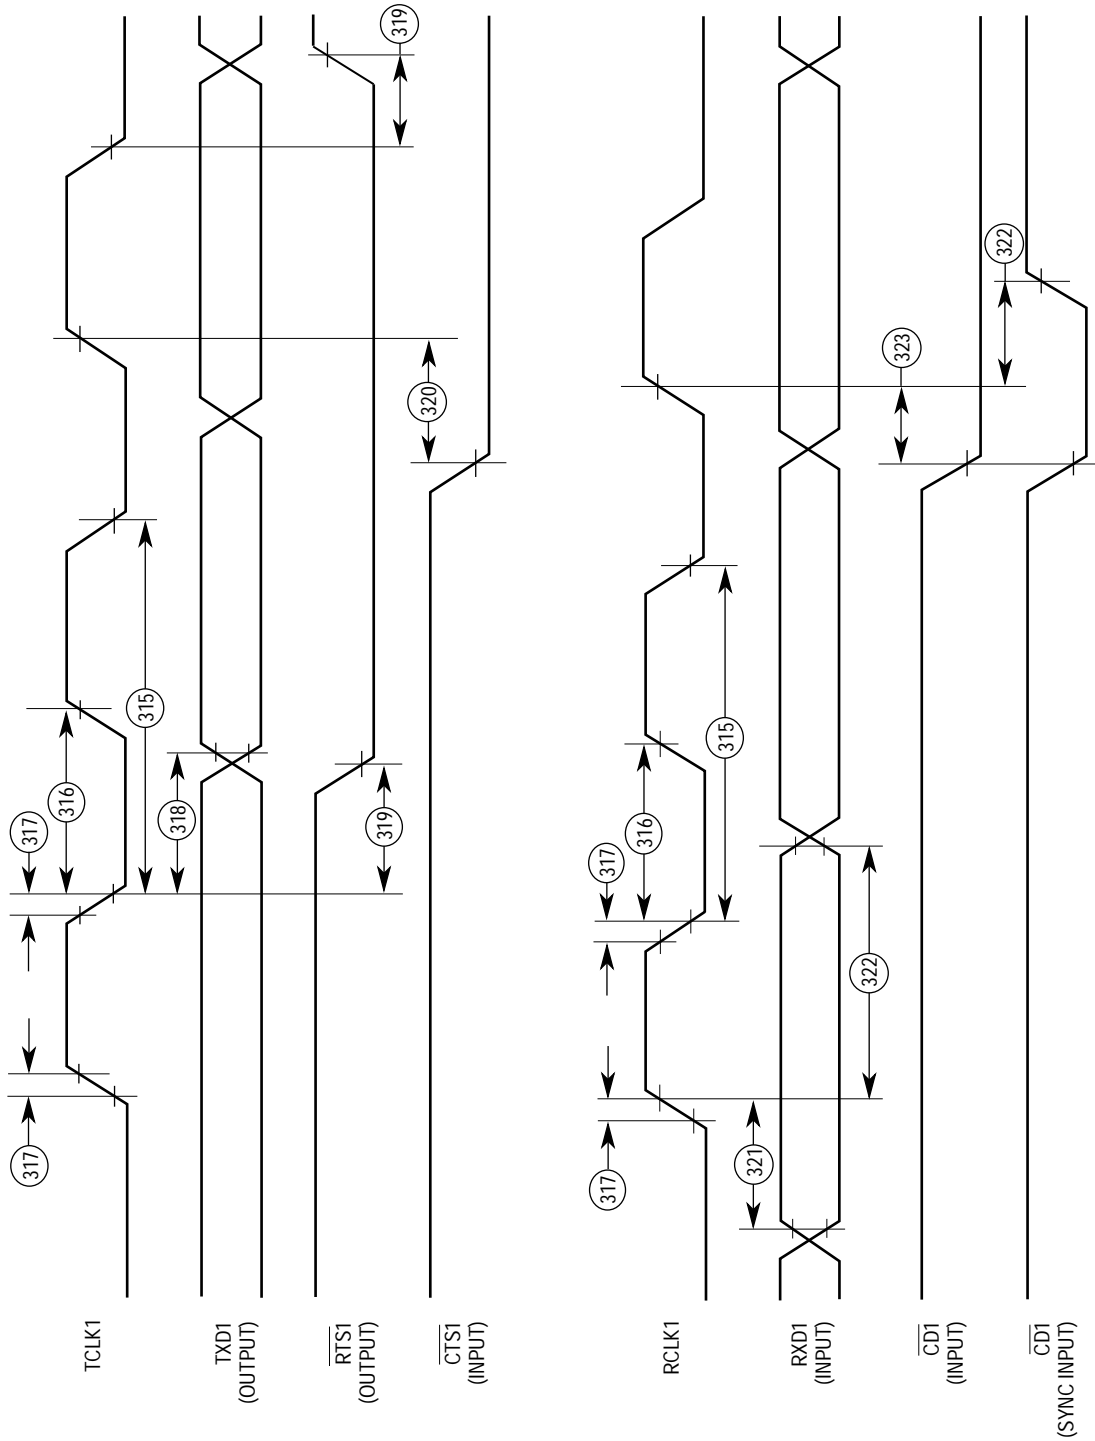 317
317
316
TCLK1
315
318
TXD1
(OUTPUT)
RTS1
(OUTPUT)
319
319
320
CTS1
(INPUT)
317
317
316
RCLK1
315
321
RXD1
(INPUT)
322
323
CD1
(INPUT)
322
CD1
(SYNC INPUT)